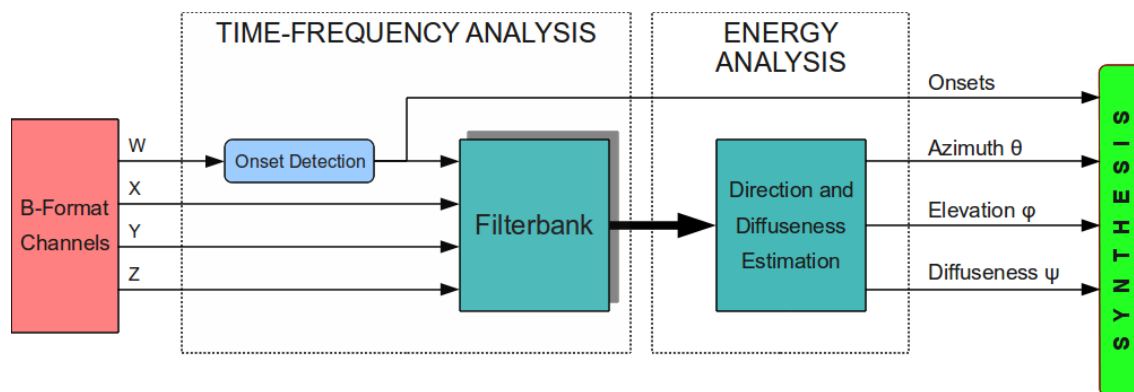 TIME-FREQUENCY ANALYSIS
ENERGY
ANALYSIS
B-Format
Channels
W
X
Y
Z
Onset Detection
Filterbank
Direction and
Diffuseness
Estimation
Onsets
Azimuth θ
Elevation φ
Diffuseness ψ
SYNTHESIS